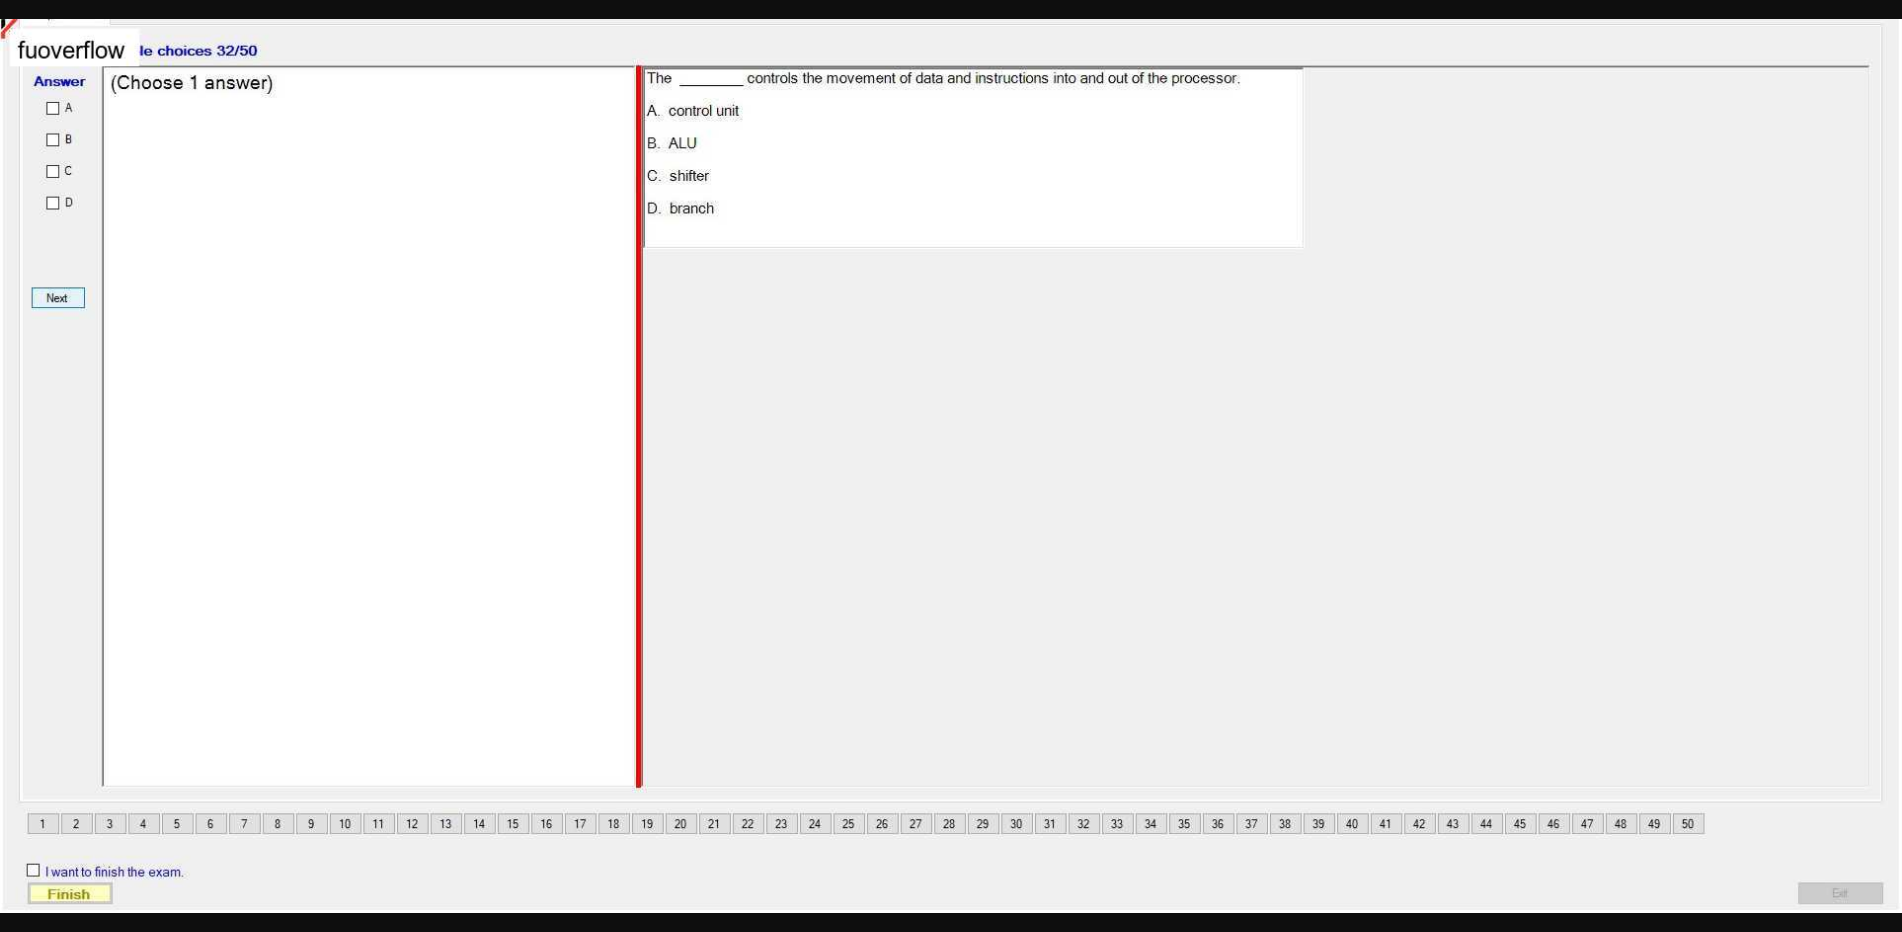 fuoverflow le choices 32/50
Answer
(Choose 1 answer)
A
B
C
D
Next
The ________ controls the movement of data and instructions into and out of the processor.
A. control unit
B. ALU
C. shifter
D. branch
1 2 3 4 5 6 7 8 9 10 11 12 13 14 15 16 17 18 19 20 21 22 23 24 25 26 27 28 29 30 31 32 33 34 35 36 37 38 39 40 41 42 43 44 45 46 47 48 49 50
I want to finish the exam.
Finish
Exit